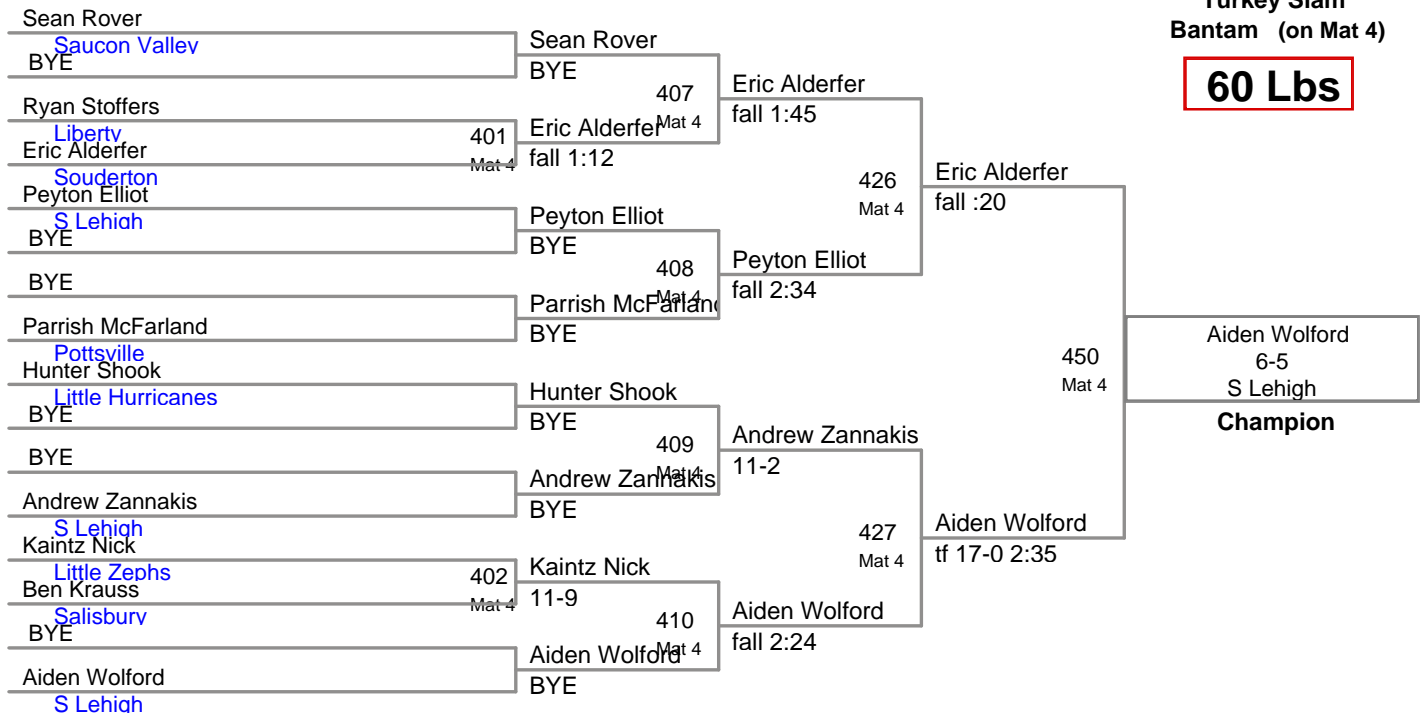 Turkey Slam
Bantam (on Mat 4)
60 Lbs
Sean Rover
Saucon Valley
BYE
Ryan Stoffers
Liberty
Eric Alderfer
Souderton
Peyton Elliot
S Lehigh
BYE
BYE
Parrish McFarland
Pottsville
Hunter Shook
Little Hurricanes
BYE
BYE
Andrew Zannakis
S Lehigh
Kaintz Nick
Little Zephs
Ben Krauss
Salisbury
BYE
Aiden Wolford
S Lehigh
401
Mat 4
402
Mat 4
Sean Rover
BYE
Eric Alderfer
fall 1:12
Peyton Elliot
BYE
Parrish McFarland
BYE
Hunter Shook
BYE
Andrew Zannakis
BYE
Kaintz Nick
11-9
Aiden Wolford
BYE
407
Mat 4
408
Mat 4
409
Mat 4
410
Mat 4
Eric Alderfer
fall 1:45
Peyton Elliot
fall 2:34
Andrew Zannakis
11-2
Aiden Wolford
fall 2:24
426
Mat 4
427
Mat 4
Eric Alderfer
fall :20
Aiden Wolford
tf 17-0 2:35
450
Mat 4
Aiden Wolford
6-5
S Lehigh
Champion